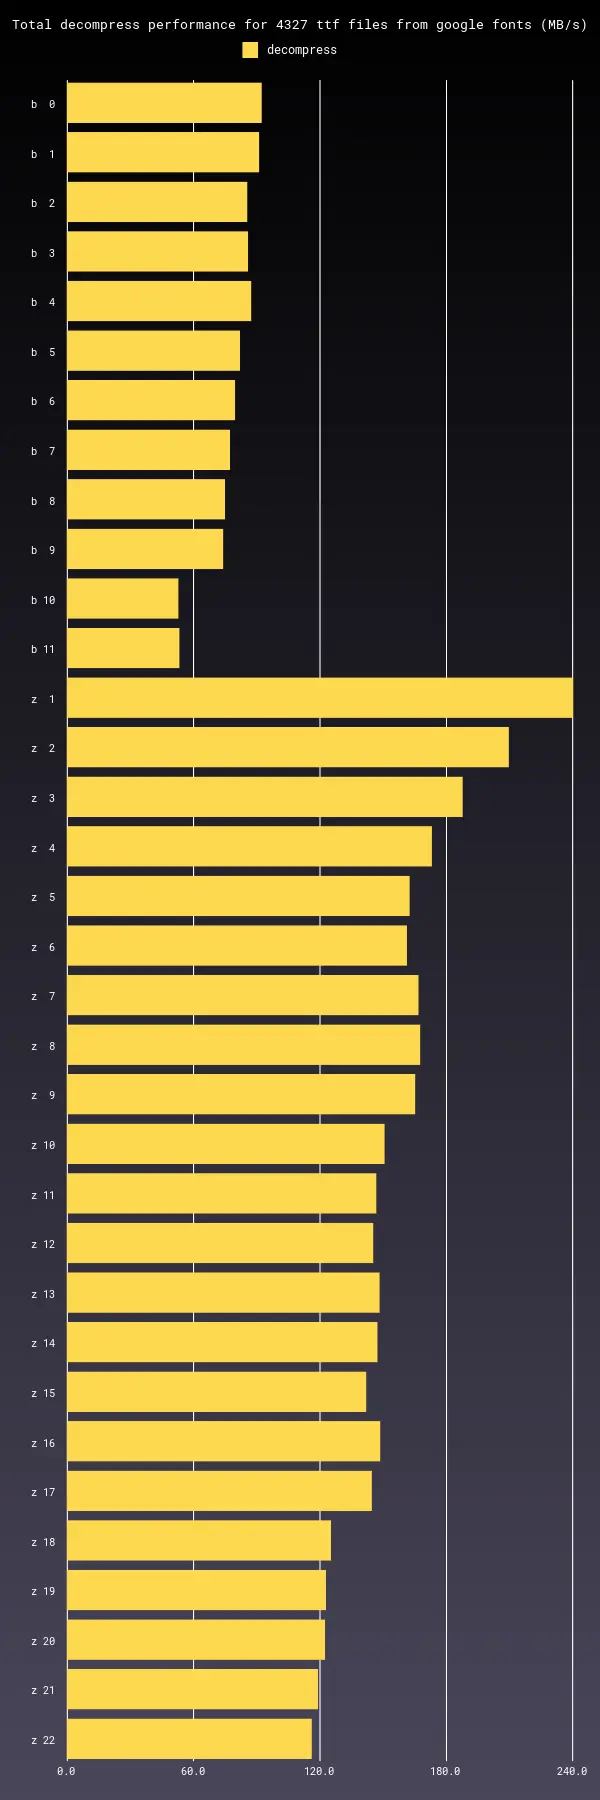 Total decompress performance for 4327 ttf files from google fonts (MB/s)
decompress
b  0
b  1
b  2
b  3
b  4
b  5
b  6
b  7
b  8
b  9
b 10
b 11
z  1
z  2
z  3
z  4
z  5
z  6
z  7
z  8
z  9
z 10
z 11
z 12
z 13
z 14
z 15
z 16
z 17
z 18
z 19
z 20
z 21
z 22
0.0 60.0 120.0 180.0 240.0